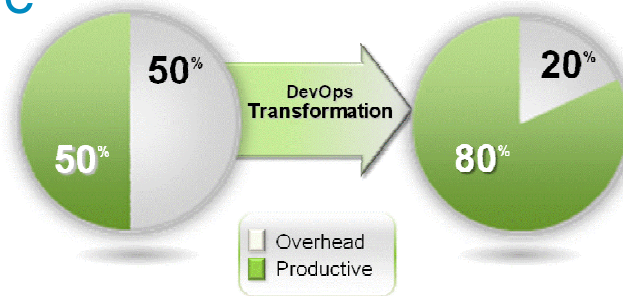 50%
50%
DevOps
Transformation
20%
80%
Overhead
Productive